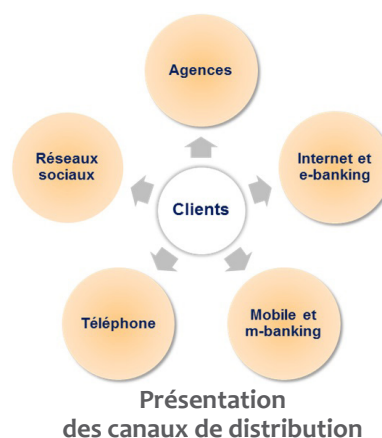 Agences
Réseaux
sociaux
Internet et
e-banking
Clients
Téléphone
Mobile et
m-banking
Présentation
des canaux de distribution